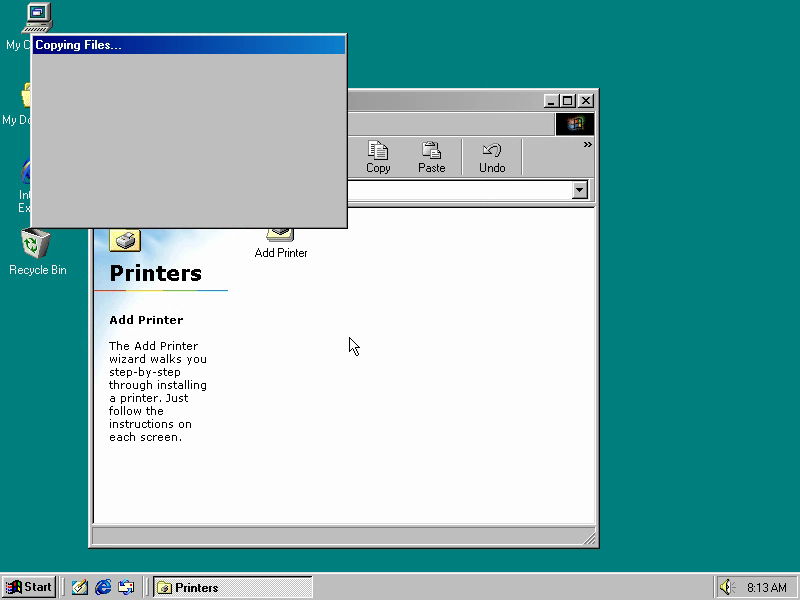 My C
Copying Files...
My Do
Copy
Paste
Undo
»
Int
Ex
Recycle Bin
Add Printer
Printers
Add Printer
The Add Printer
wizard walks you
step-by-step
through installing
a printer. Just
follow the
instructions on
each screen.
Start
Printers
8:13 AM